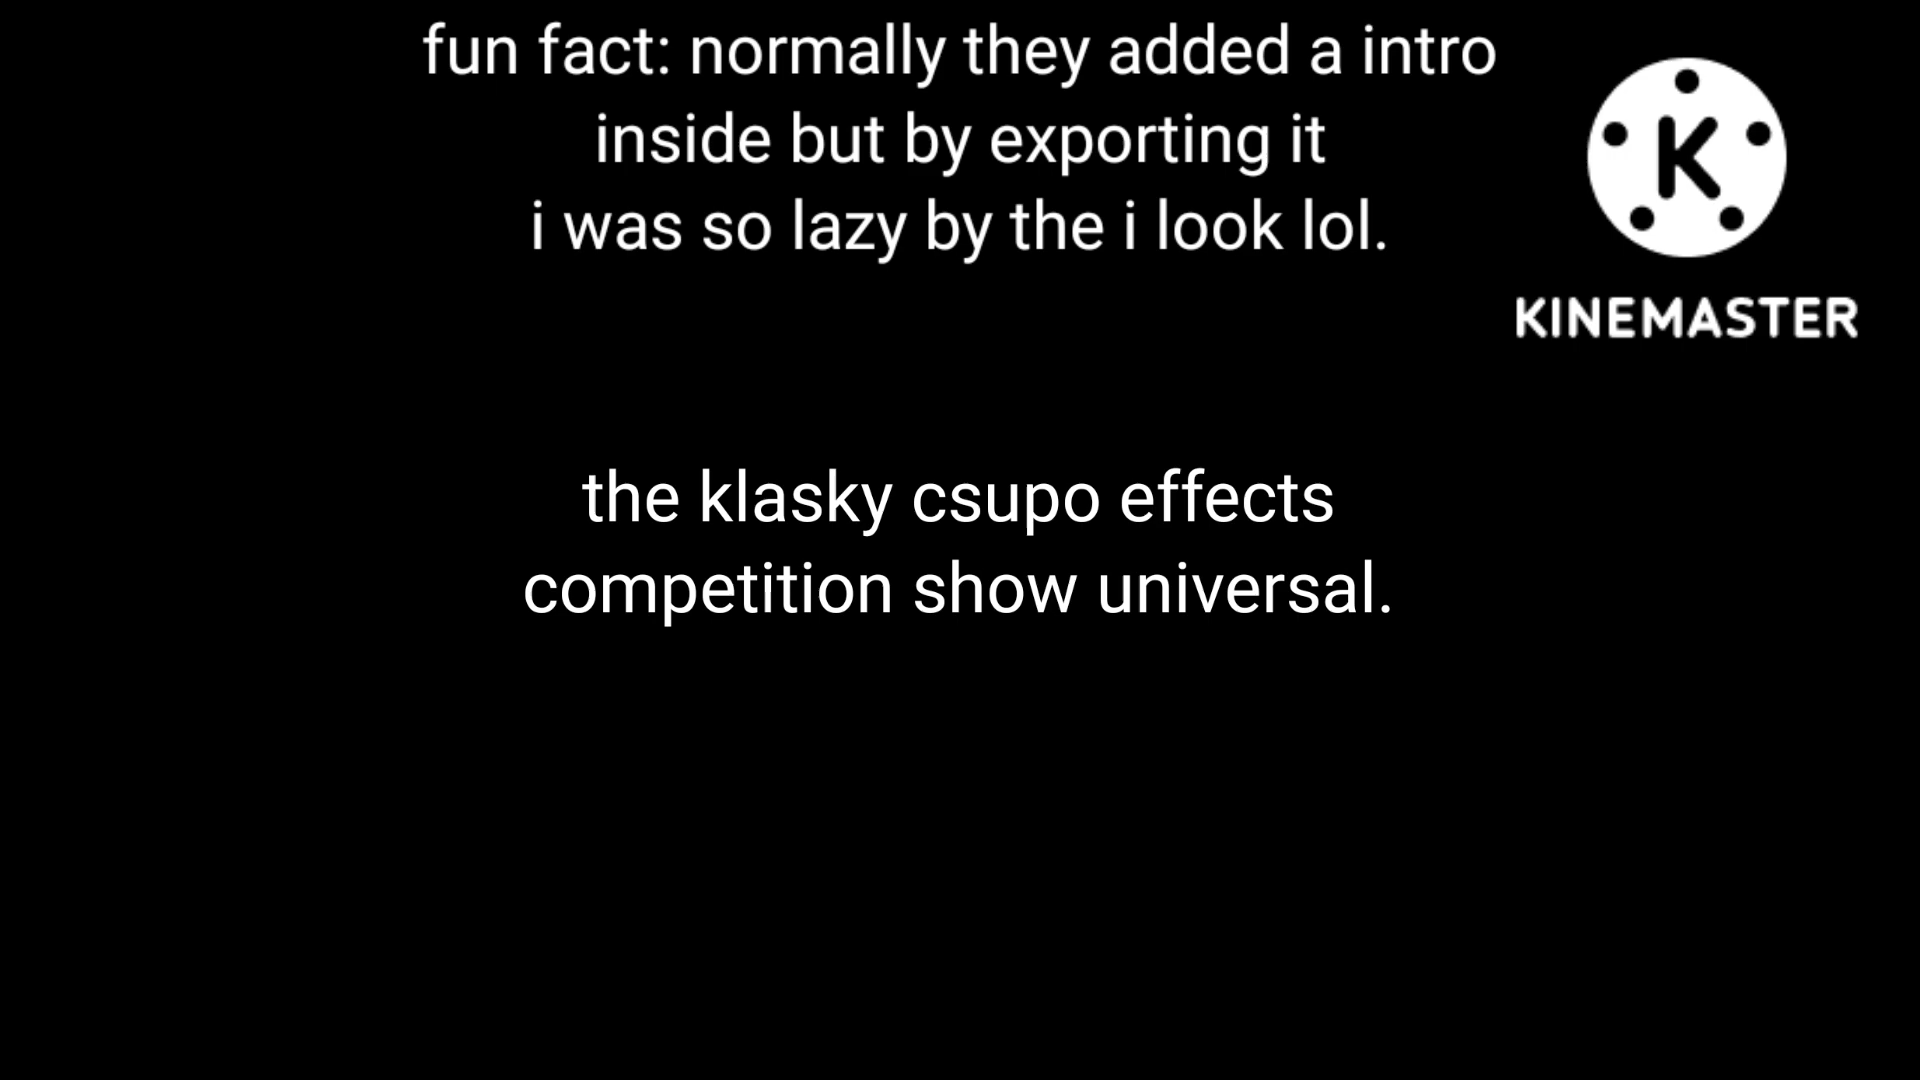 fun fact: normally they added a intro
inside but by exporting it
i was so lazy by the i look lol.
K
KINEMASTER
the klasky csupo effects
competition show universal.